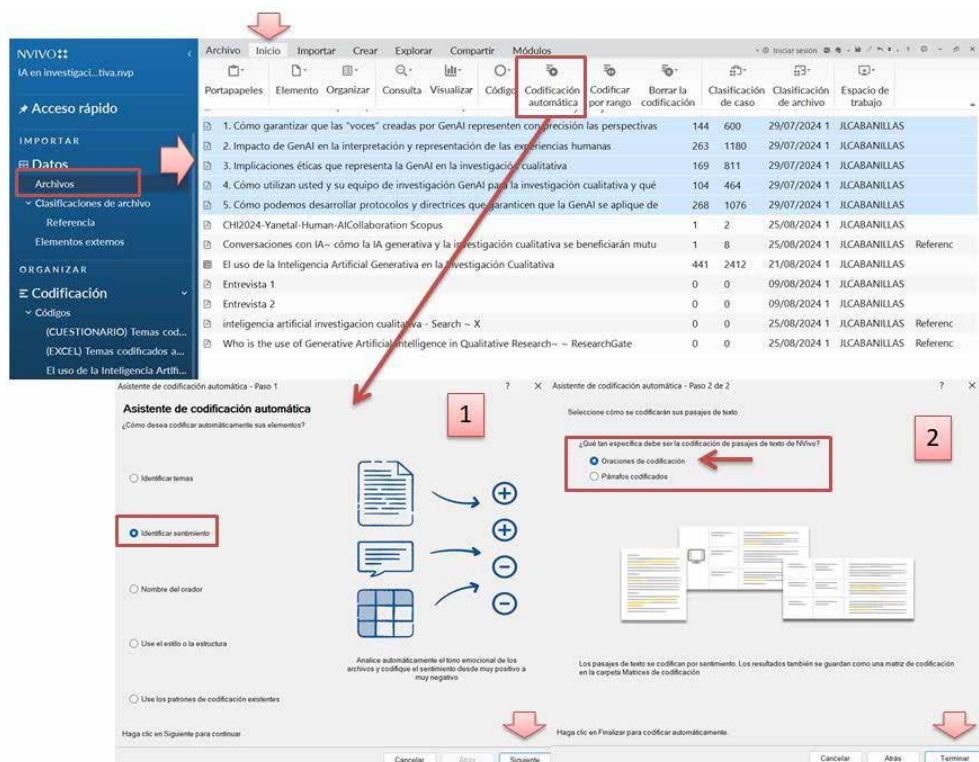 NVIVO
IA en investigaci...tiva.nvp
Acceso rápido
IMPORTAR
Datos
Archivos
Clasificaciones de archivo
Referencia
Elementos externos
ORGANIZAR
Codificación
Códigos
(CUESTIONARIO) Temas cod...
(EXCEL) Temas codificados a...
El uso de la Inteligencia Artifi...
Archivo Inicio Importar Crear Explorar Compartir Módulos
Iniciar sesión
Portapapeles Elemento Organizar Consulta Visualizar Código Codificación automática Codificar por rango Borrar la codificación Clasificación de caso Clasificación de archivo Espacio de trabajo
1. Cómo garantizar que las "voces" creadas por GenAI representen con precisión las perspectivas 144 600 29/07/2024 1 JLCABANILLAS
2. Impacto de GenAI en la interpretación y representación de las experiencias humanas 263 1180 29/07/2024 1 JLCABANILLAS
3. Implicaciones éticas que representa la GenAI en la investigación cualitativa 169 811 29/07/2024 1 JLCABANILLAS
4. Cómo utilizan usted y su equipo de investigación GenAI para la investigación cualitativa y qué 104 464 29/07/2024 1 JLCABANILLAS
5. Cómo podemos desarrollar protocolos y directrices que garanticen que la GenAI se aplique de 268 1076 29/07/2024 1 JLCABANILLAS
CHI2024-Yanetal-Human-AICollaboration Scopus 1 2 25/08/2024 1 JLCABANILLAS
Conversaciones con IA~ cómo la IA generativa y la investigación cualitativa se beneficiarán mutu 1 8 25/08/2024 1 JLCABANILLAS Referenc
El uso de la Inteligencia Artificial Generativa en la Investigación Cualitativa 441 2412 21/08/2024 1 JLCABANILLAS
Entrevista 1 0 0 09/08/2024 1 JLCABANILLAS
Entrevista 2 0 0 09/08/2024 1 JLCABANILLAS
inteligencia artificial investigacion cualitativa - Search ~ X 0 0 25/08/2024 1 JLCABANILLAS Referenc
Who is the use of Generative Artificial Intelligence in Qualitative Research~ ~ ResearchGate 0 0 25/08/2024 1 JLCABANILLAS Referenc
Asistente de codificación automática - Paso 1 ? X
Asistente de codificación automática
¿Cómo desea codificar automáticamente sus elementos?
1
Identificar temas
Identificar sentimiento
Nombre del orador
Use el estilo o la estructura
Use los patrones de codificación existentes
Analice automáticamente el tono emocional de los
archivos y codifique el sentimiento desde muy positivo a
muy negativo
Haga clic en Siguiente para continuar
Cancelar Atrás Siguiente
Asistente de codificación automática - Paso 2 de 2 ? X
Seleccione cómo se codificarán sus pasajes de texto
¿Qué tan específica debe ser la codificación de pasajes de texto de NVivo?
2
Oraciones de codificación
Párrafos codificados
Los pasajes de texto se codifican por sentimiento. Los resultados también se guardan como una matriz de codificación
en la carpeta Matrices de codificación
Haga clic en Finalizar para codificar automáticamente.
Cancelar Atrás Terminar